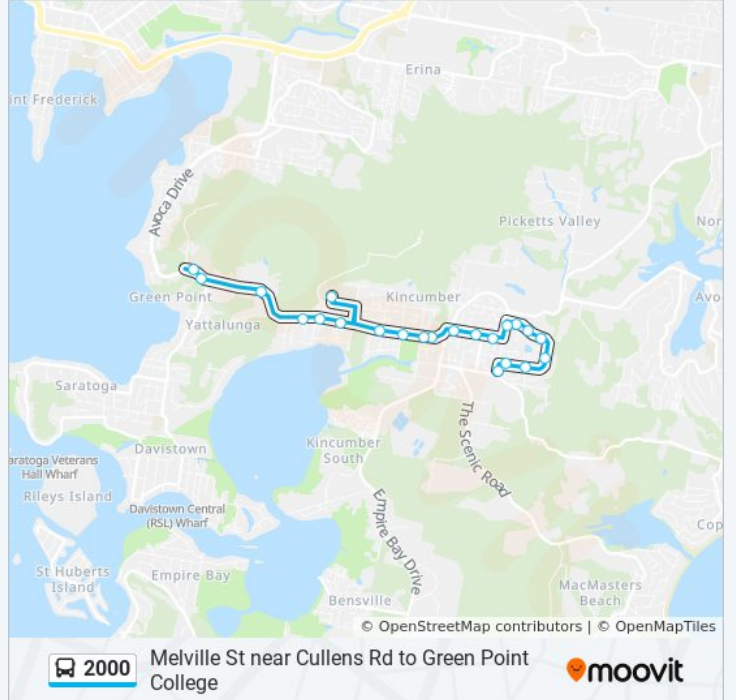 Erina
int Frederick
Avoca Drive
Picketts Valley
Nor
Green Point
Kincumber
Avo
Yattalunga
Saratoga
The Scenic Road
Davistown
Kincumber
South
aratoga Veterans
Hall Wharf
Rileys Island
Davistown Central
(RSL) Wharf
Empire Bay Drive
Cop
St Huberts
Island
Empire Bay
MacMasters
Beach
Bensville
© OpenStreetMap contributors | © OpenMapTiles
2000
Melville St near Cullens Rd to Green Point
College
moovit